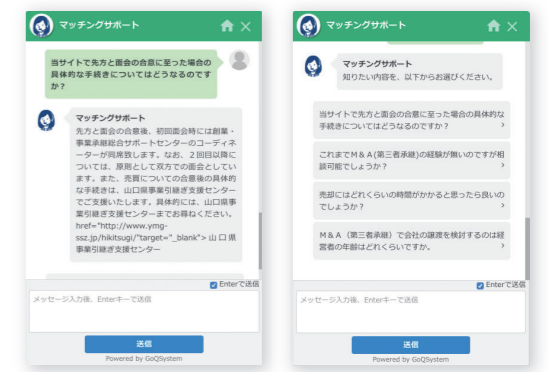 マッチングサポート
当サイトで先方と面会の合意に至った場合の
具体的な手続きについてはどうなるのです
か?
マッチングサポート
先方と面会の合意後、初回面会時には創業・
事業承継総合サポートセンターのコーディネ
ーターが同席致します。なお、2回目以降に
ついては、原則として双方での面会としてい
ます。また、売買についての合意後の具体的
な手続きは、山口県事業引継ぎ支援センター
でご支援いたします。具体的には、山口県事
業引継ぎ支援センターまでお尋ねください。
href="http://www.ymg-
ssz.jp/hikitsugi/"target="_blank"> 山口県
事業引継ぎ支援センター
Enterで送信
メッセージ入力後、Enterキーで送信
送信
Powered by GoQSystem
マッチングサポート
マッチングサポート
知りたい内容を、以下からお選びください。
当サイトで先方と面会の合意に至った場合の具体的な
手続きについてはどうなるのですか?
これまでM&A(第三者承継)の経験が無いのですが相
談可能でしょうか?
売却にはどれくらいの時間がかかると思ったら良いの
でしょうか?
M&A(第三者承継)で会社の譲渡を検討するのは経
営者の年齢はどれくらいですか。
Enterで送信
メッセージ入力後、Enterキーで送信
送信
Powered by GoQSystem